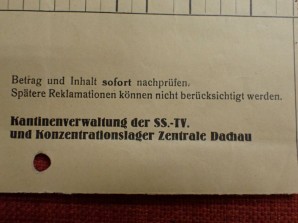 Betrag und Inhalt sofort nachprüfen.
Spätere Reklamationen können nicht berücksichtigt werden.
Kantinenverwaltung der SS.-TV.
und Konzentrationslager Zentrale Dachau